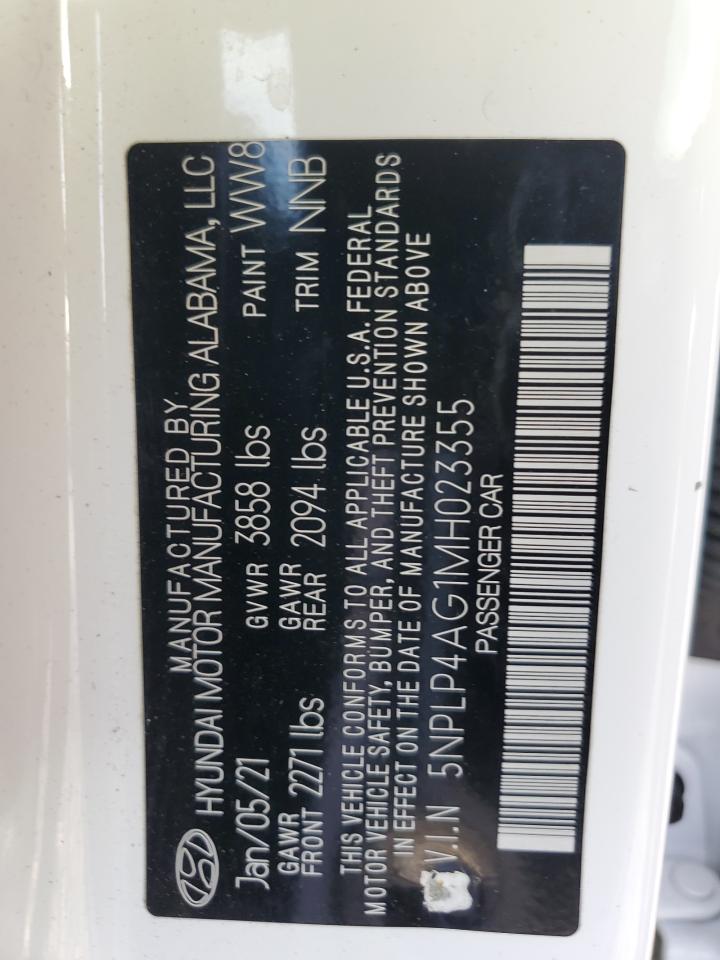 MANUFACTURED BY
HYUNDAI MOTOR MANUFACTURING ALABAMA, LLC
Jan/05/21 GVWR 3858 lbs PAINT WW8
GAWR FRONT 2271 lbs GAWR REAR 2094 lbs TRIM NNB
THIS VEHICLE CONFORMS TO ALL APPLICABLE U.S.A. FEDERAL
MOTOR VEHICLE SAFETY, BUMPER, AND THEFT PREVENTION STANDARDS
IN EFFECT ON THE DATE OF MANUFACTURE SHOWN ABOVE
V.I.N 5NPLP4AG1MH023355
PASSENGER CAR